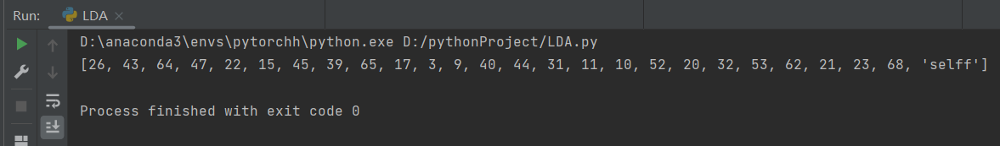 Run: LDA
D:\anaconda3\envs\pytorchh\python.exe D:/pythonProject/LDA.py
[26, 43, 64, 47, 22, 15, 45, 39, 65, 17, 3, 9, 40, 44, 31, 11, 10, 52, 20, 32, 53, 62, 21, 23, 68, 'selff']
Process finished with exit code 0